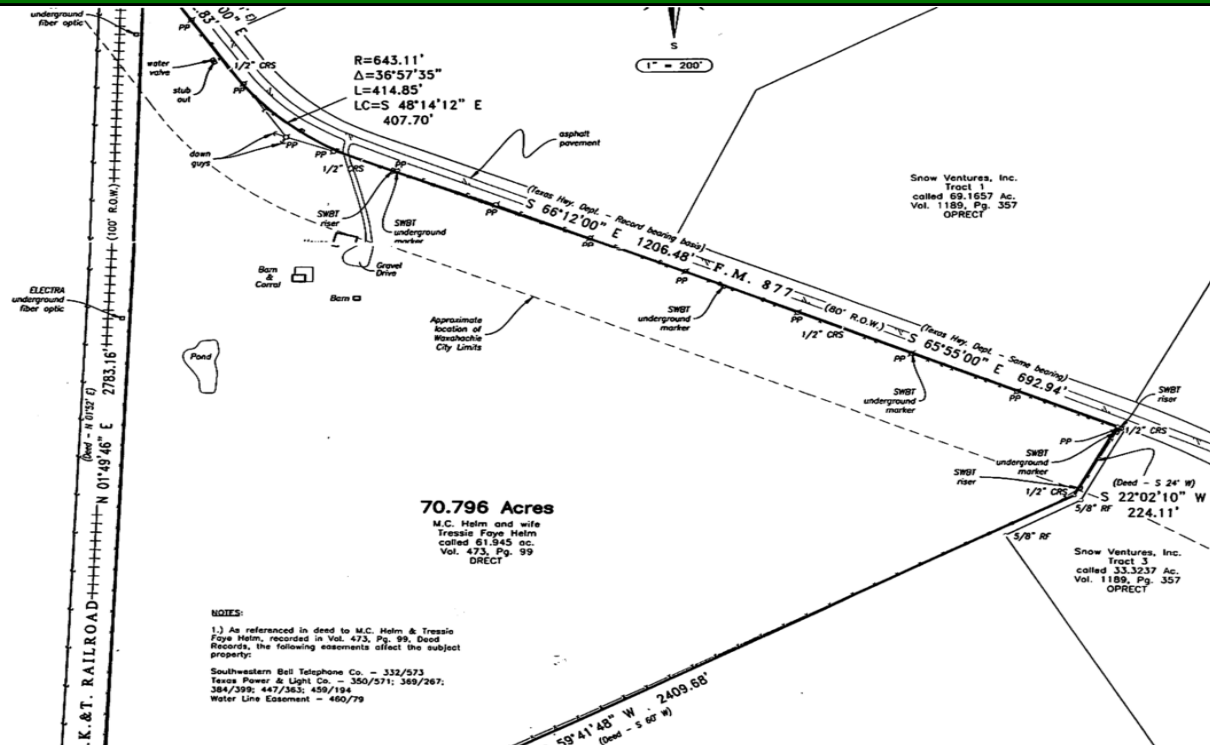 underground
fiber optic
water
valve
stub
out
1/2" CRS
PP
PP
down
guys
PP
PP
1/2" CRS
PP
R=643.11'
Δ=36°57'35"
L=414.85'
LC=S 48°14'12" E
407.70'
S
1" = 200'
asphalt
pavement
Snow Ventures, Inc.
Tract 1
called 69.1657 Ac.
Vol. 1189, Pg. 357
OPRECT
(Texas Hwy. Dept. - Record bearing basis)
S 66°12'00" E 1206.48'
F.M. 877
(80' R.O.W.)
(Texas Hwy. Dept. - Same bearing)
S 65°55'00" E 692.94'
SWBT
riser
SWBT
underground
marker
PP
PP
PP
PP
PP
PP
Gravel
Drive
Barn
&
Corral
Barn
(100' R.O.W.)
ELECTRA
underground
fiber optic
Pond
Approximate
location of
Waxahachie
City Limits
SWBT
underground
marker
1/2" CRS
SWBT
underground
marker
SWBT
riser
PP
1/2" CRS
SWBT
underground
marker
SWBT
riser
1/2" CRS
5/8" RF
(Deed - S 24° W)
S 22°02'10" W
224.11'
5/8" RF
Snow Ventures, Inc.
Tract 3
called 33.3237 Ac.
Vol. 1189, Pg. 357
OPRECT
(Deed - N 01°52' E)
N 01°49'46" E 2783.16'
.K.&T. RAILROAD
70.796 Acres
M.C. Helm and wife
Tressie Faye Helm
called 61.945 ac.
Vol. 473, Pg. 99
DRECT
NOTES:
1.) As referenced in deed to M.C. Helm & Tressie
Faye Helm, recorded in Vol. 473, Pg. 99, Deed
Records, the following easements affect the subject
property:
Southwestern Bell Telephone Co. - 332/573
Texas Power & Light Co. - 350/571; 369/267;
384/399; 447/363; 459/194
Water Line Easement - 460/79
59°41'48" W 2409.68'
(Deed - S 60° W)